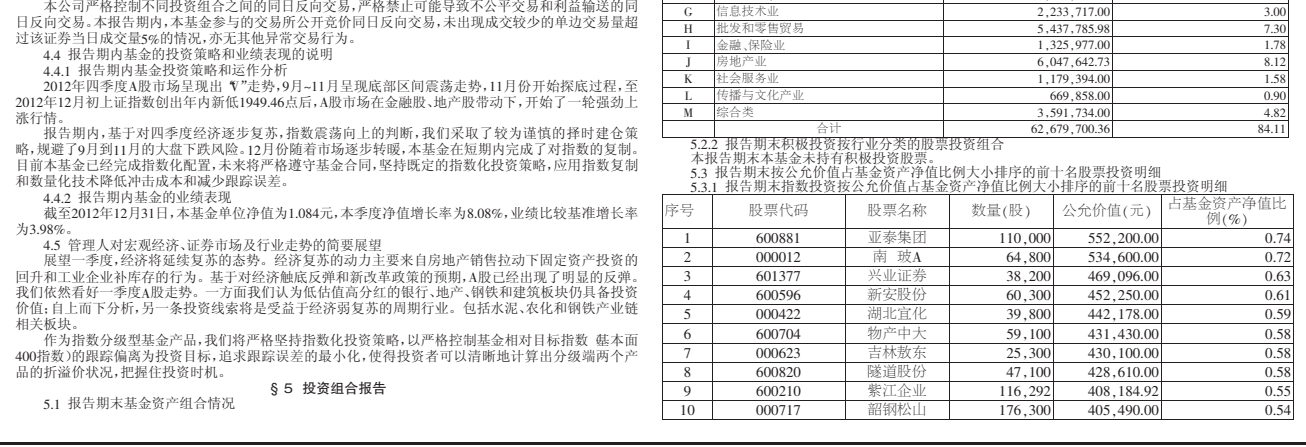 本公司严格控制不同投资组合之间的同日反向交易，严格禁止可能导致不公平交易和利益输送的同
日反向交易。本报告期内，本基金参与的交易所公开竞价同日反向交易，未出现成交较少的单边交易量超
过该证券当日成交量5%的情况，亦无其他异常交易行为。
4.4 报告期内基金的投资策略和业绩表现的说明
4.4.1 报告期内基金投资策略和运作分析
2012年四季度A股市场呈现出“V”走势，9月~11月呈现底部区间震荡走势，11月份开始探底过程，至
2012年12月初上证指数创出年内新低1949.46点后，A股市场在金融股、地产股带动下，开始了一轮强劲上
涨行情。
报告期内，基于对四季度经济逐步复苏，指数震荡向上的判断，我们采取了较为谨慎的择时建仓策
略，规避了9月到11月的大盘下跌风险。12月份随着市场逐步转暖，本基金在短期内完成了对指数的复制。
目前本基金已经完成指数化配置，未来将严格遵守基金合同，坚持既定的指数化投资策略，应用指数复制
和数量化技术降低冲击成本和减少跟踪误差。
4.4.2 报告期内基金的业绩表现
截至2012年12月31日，本基金单位净值为1.084元，本季度净值增长率为8.08%，业绩比较基准增长率
为3.98%。
4.5 管理人对宏观经济、证券市场及行业走势的简要展望
展望一季度，经济将延续复苏的态势。经济复苏的动力主要来自房地产销售拉动下固定资产投资的
回升和工业企业补库存的行为。基于对经济触底反弹和新改革政策的预期，A股已经出现了明显的反弹。
我们依然看好一季度A股走势。一方面我们认为低估值高分红的银行、地产、钢铁和建筑板块仍具备投资
价值；自上而下分析，另一条投资线索将是受益于经济弱复苏的周期行业。包括水泥、农化和钢铁产业链
相关板块。
作为指数分级型基金产品，我们将严格坚持指数化投资策略，以严格控制基金相对目标指数（基本面
400指数）的跟踪偏离为投资目标，追求跟踪误差的最小化，使得投资者可以清晰地计算出分级端两个产
品的折溢价状况，把握住投资时机。
§5 投资组合报告
5.1 报告期末基金资产组合情况
G 信息技术业 2,233,717.00 3.00
H 批发和零售贸易 5,437,785.98 7.30
I 金融、保险业 1,325,977.00 1.78
J 房地产业 6,047,642.73 8.12
K 社会服务业 1,179,394.00 1.58
L 传播与文化产业 669,858.00 0.90
M 综合类 3,591,734.00 4.82
合计 62,679,700.36 84.11
5.2.2 报告期末积极投资按行业分类的股票投资组合
本报告期末本基金未持有积极投资股票。
5.3 报告期末按公允价值占基金资产净值比例大小排序的前十名股票投资明细
5.3.1 报告期末指数投资按公允价值占基金资产净值比例大小排序的前十名股票投资明细
序号 股票代码 股票名称 数量（股） 公允价值（元） 占基金资产净值比
例（%）
1 600881 亚泰集团 110,000 552,200.00 0.74
2 000012 南 玻A 64,800 534,600.00 0.72
3 601377 兴业证券 38,200 469,096.00 0.63
4 600596 新安股份 60,300 452,250.00 0.61
5 000422 湖北宜化 39,800 442,178.00 0.59
6 600704 物产中大 59,100 431,430.00 0.58
7 000623 吉林敖东 25,300 430,100.00 0.58
8 600820 隧道股份 47,100 428,610.00 0.58
9 600210 紫江企业 116,292 408,184.92 0.55
10 000717 韶钢松山 176,300 405,490.00 0.54